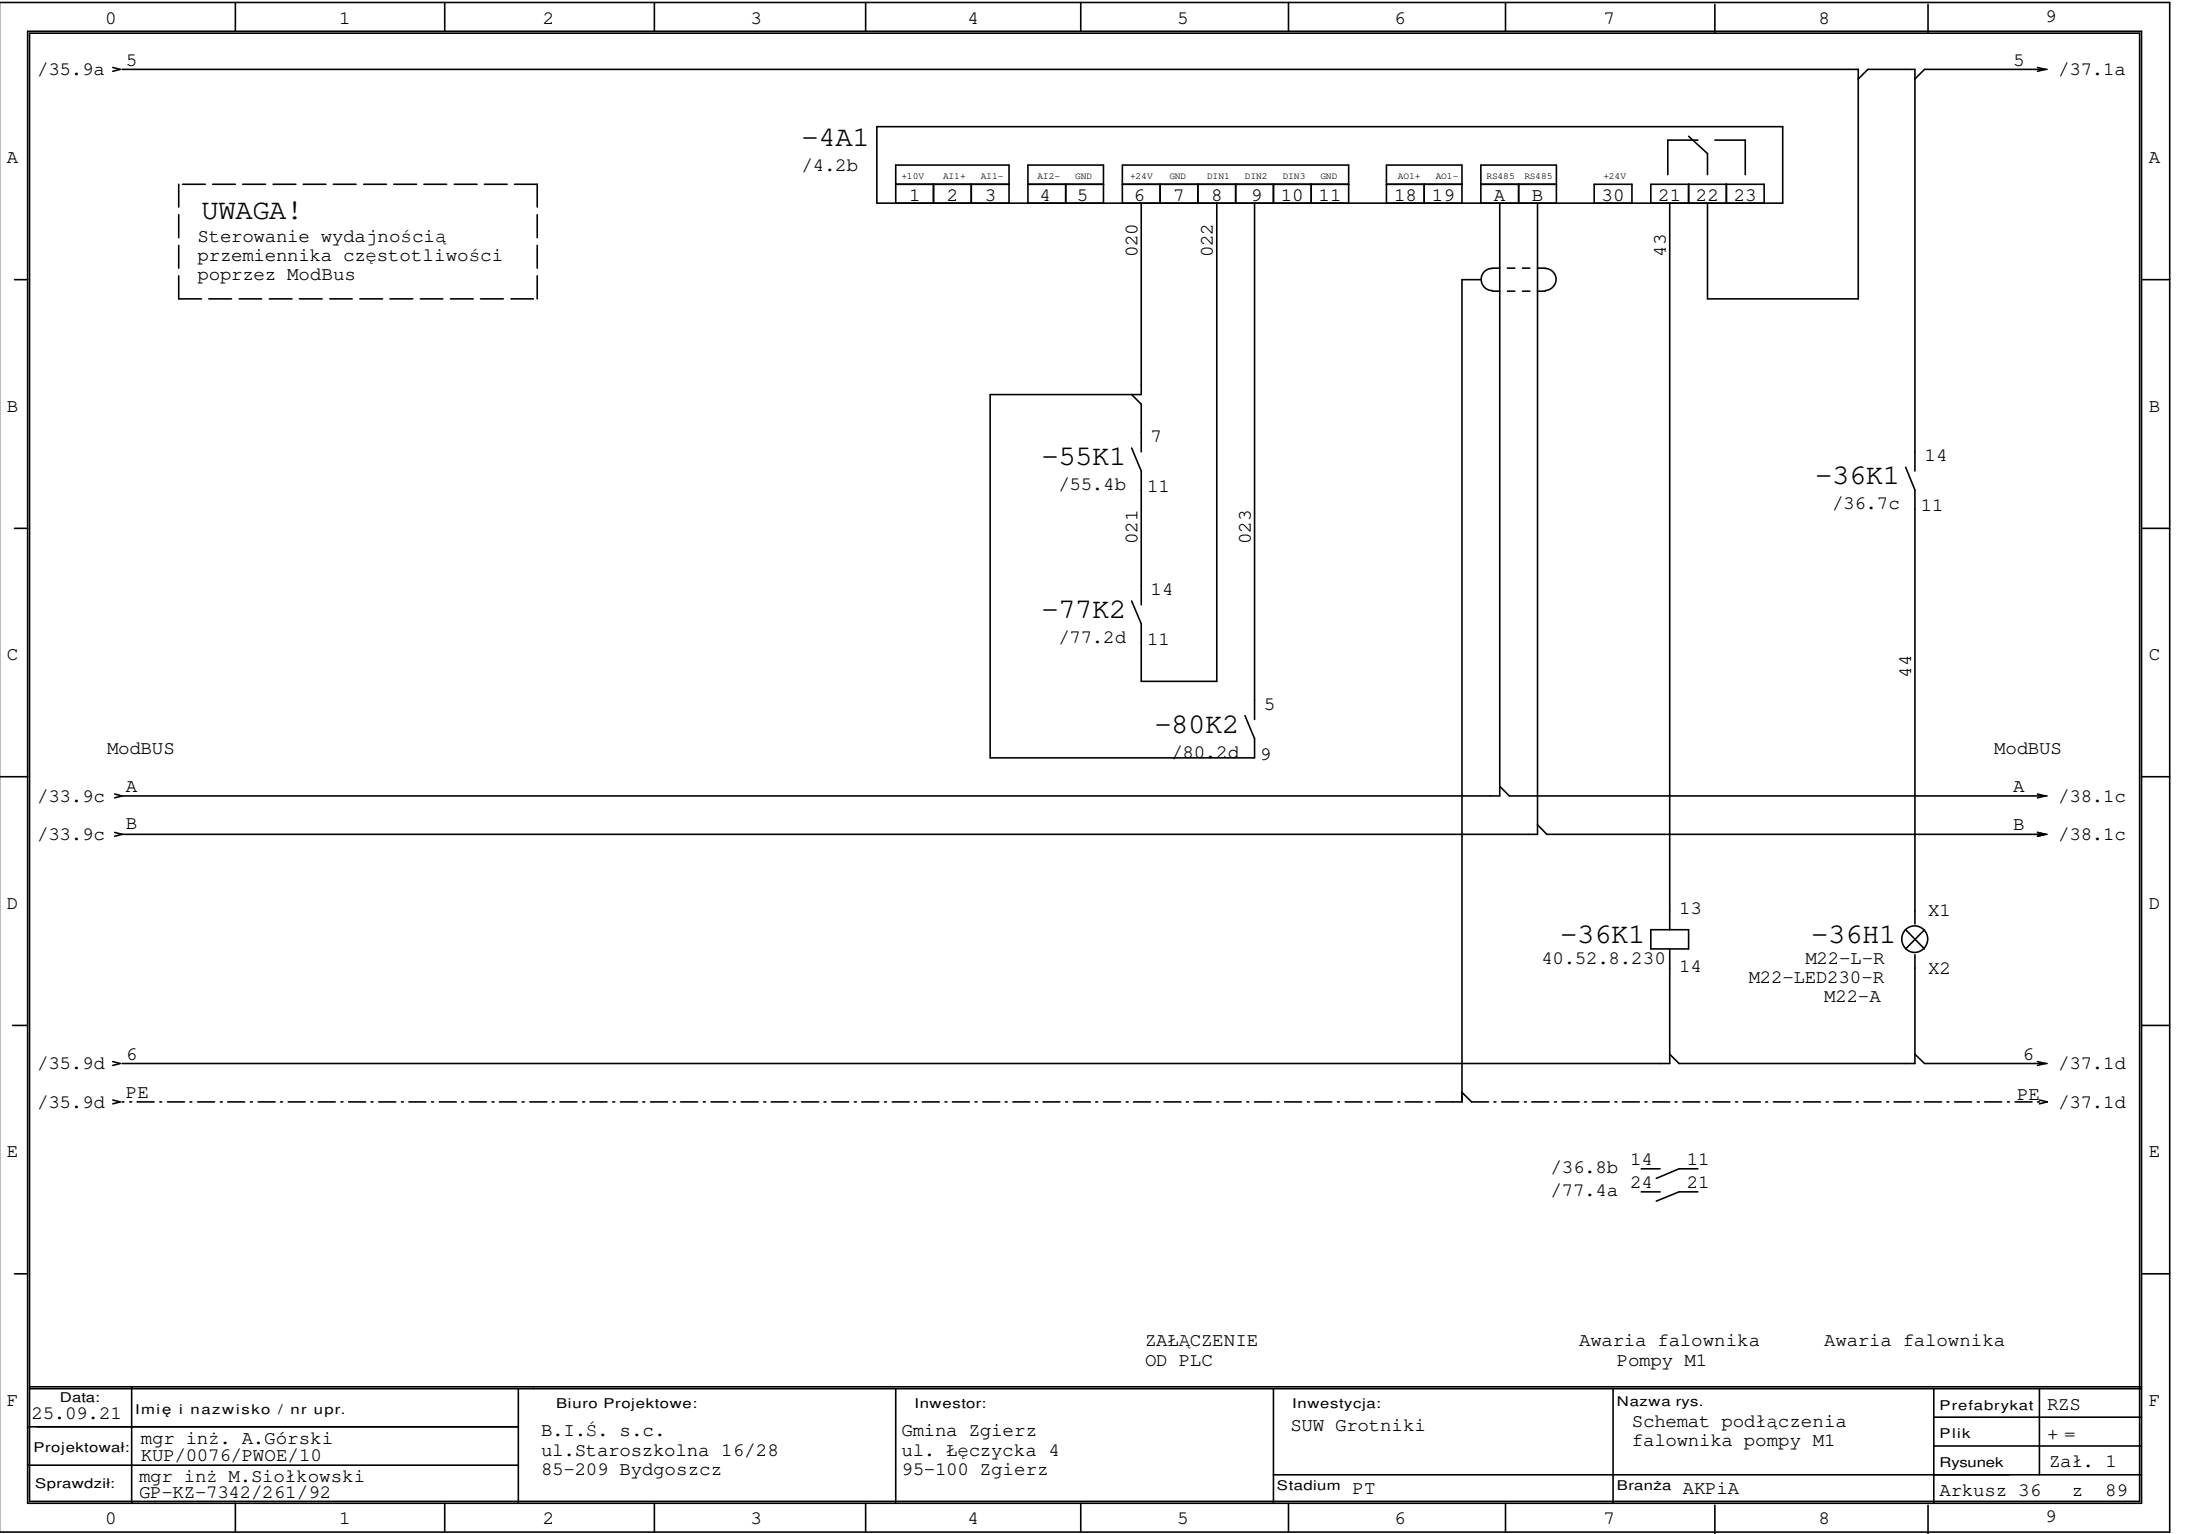 0 1 2 3 4 5 6 7 8 9
/35.9a 5
5 /37.1a
A
A
-4A1
/4.2b
+10V AI1+ AI1- AI2- GND +24V GND DIN1 DIN2 DIN3 GND AO1+ AO1- RS485 RS485 +24V
1 2 3 4 5 6 7 8 9 10 11 18 19 A B 30 21 22 23
UWAGA!
Sterowanie wydajnością
przemiennika częstotliwości
poprzez ModBus
020
022
43
B
B
7
-55K1
/55.4b
11
14
-36K1
/36.7c
11
021
023
14
-77K2
/77.2d
11
C
C
44
5
-80K2
/80.2d
9
ModBUS
ModBUS
/33.9c A
A /38.1c
/33.9c B
B /38.1c
D
D
13
-36K1
40.52.8.230
14
X1
-36H1
M22-L-R
X2
M22-LED230-R
M22-A
/35.9d 6
6 /37.1d
/35.9d PE
PE /37.1d
E
E
/36.8b 14 11
/77.4a 24 21
ZAŁĄCZENIE
OD PLC
Awaria falownika
Pompy M1
Awaria falownika
F
F
Data:
25.09.21
Imię i nazwisko / nr upr.
Projektował:
mgr inż. A.Górski
KUP/0076/PWOE/10
Sprawdził:
mgr inż M.Siołkowski
GP-KZ-7342/261/92
Biuro Projektowe:
B.I.Ś. s.c.
ul.Staroszkolna 16/28
85-209 Bydgoszcz
Inwestor:
Gmina Zgierz
ul. Łęczycka 4
95-100 Zgierz
Inwestycja:
SUW Grotniki
Stadium PT
Nazwa rys.
Schemat podłączenia
falownika pompy M1
Branża AKPiA
Prefabrykat RZS
Plik + =
Rysunek Zał. 1
Arkusz 36 z 89
0 1 2 3 4 5 6 7 8 9